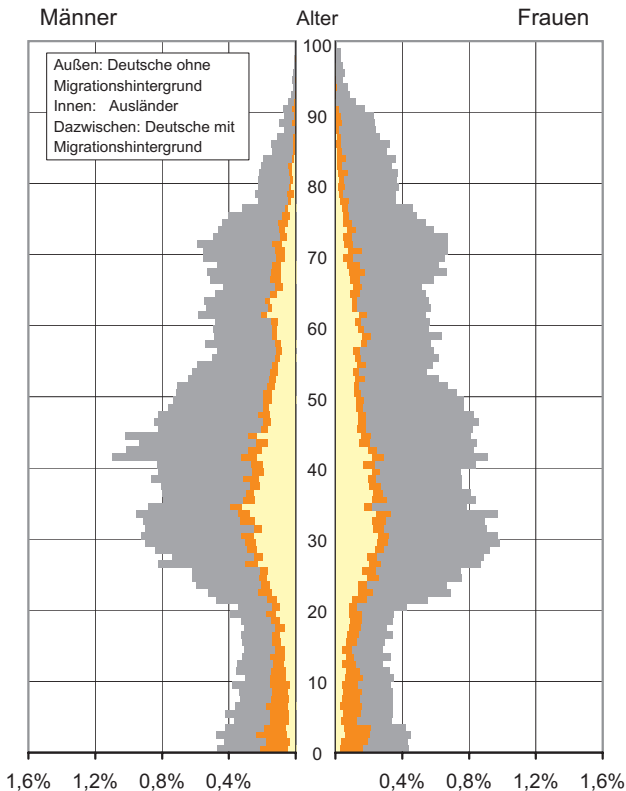 Männer Alter Frauen
100
Außen: Deutsche ohne
Migrationshintergrund
Innen: Ausländer
Dazwischen: Deutsche mit
Migrationshintergrund
90
80
70
60
50
40
30
20
10
0
1,6% 1,2% 0,8% 0,4% 0,4% 0,8% 1,2% 1,6%